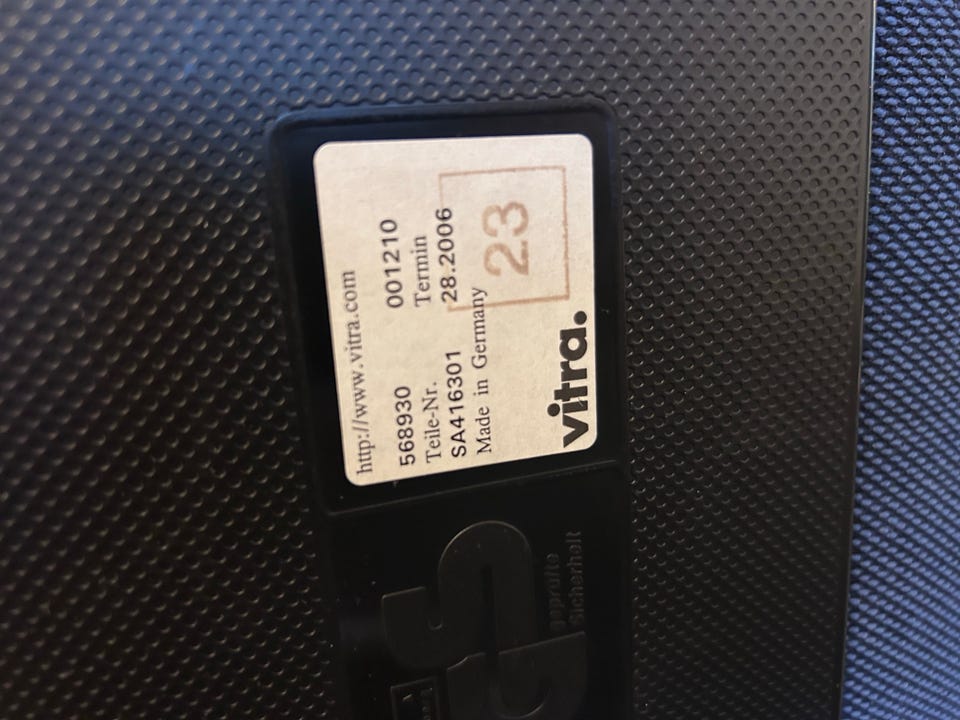 http://www.vitra.com
568930 001210
Teile-Nr. Termin
SA416301 28.2006
Made in Germany
23
vitra.
geprüfte
Sicherheit